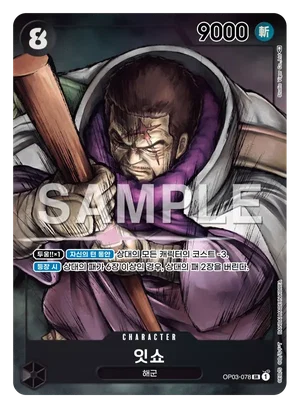 8
9000
斬
SAMPLE
두웅!!×1 자신의 턴 동안 상대의 모든 캐릭터의 코스트 -3.
등장 시 상대의 패가 6장 이상인 경우, 상대의 패 2장을 버린다.
CHARACTER
잇쇼
해군
OP03-078 SR 1